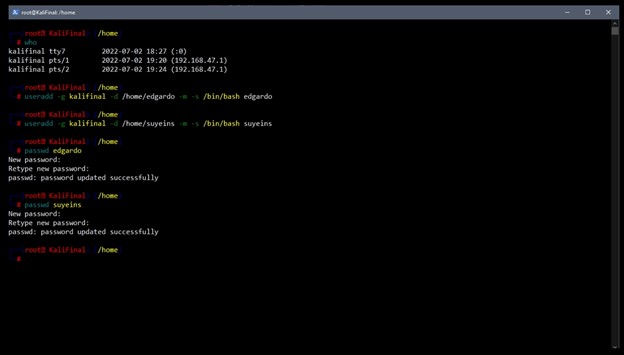 root@KaliFinal: /home
root@KaliFinal /home
# who
kalifinal tty7 2022-07-02 18:27 (:0)
kalifinal pts/1 2022-07-02 19:20 (192.168.47.1)
kalifinal pts/2 2022-07-02 19:24 (192.168.47.1)
root@KaliFinal /home
# useradd -g kalifinal -d /home/edgardo -m -s /bin/bash edgardo
root@KaliFinal /home
# useradd -g kalifinal -d /home/suyeins -m -s /bin/bash suyeins
root@KaliFinal /home
# passwd edgardo
New password:
Retype new password:
passwd: password updated successfully
root@KaliFinal /home
# passwd suyeins
New password:
Retype new password:
passwd: password updated successfully
root@KaliFinal /home
#